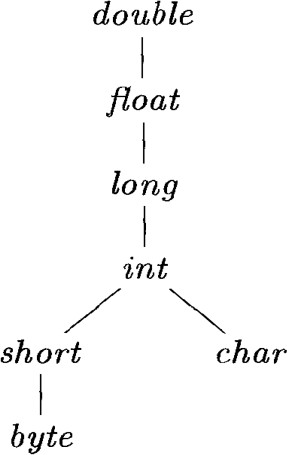 double
float
long
int
short char
byte